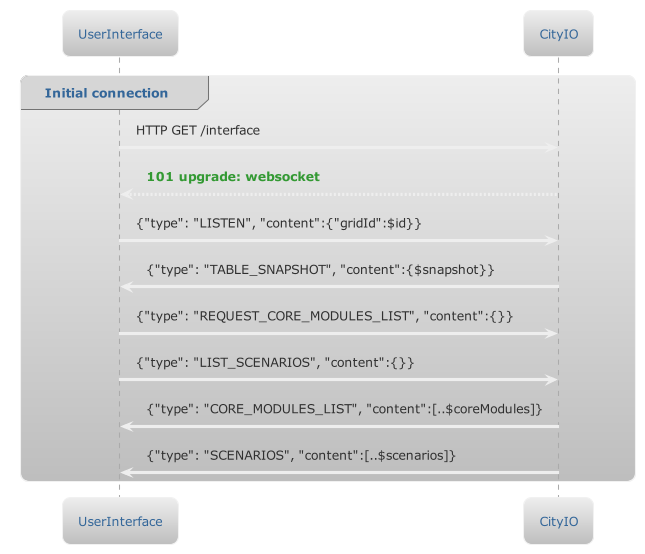 UserInterface
CityIO
Initial connection
HTTP GET /interface
101 upgrade: websocket
{"type": "LISTEN", "content":{"gridId":$id}}
{"type": "TABLE_SNAPSHOT", "content":{$snapshot}}
{"type": "REQUEST_CORE_MODULES_LIST", "content":{}}
{"type": "LIST_SCENARIOS", "content":{}}
{"type": "CORE_MODULES_LIST", "content":[..$coreModules]}
{"type": "SCENARIOS", "content":[..$scenarios]}
UserInterface
CityIO